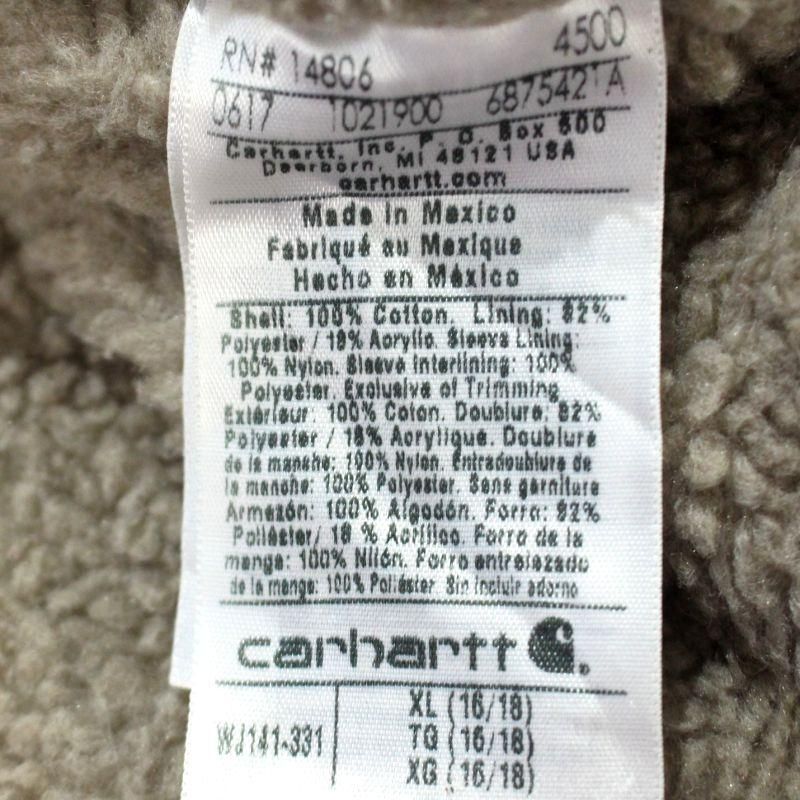 RN# 14806 4500
0617 1021900 687542 1 A
Carhartt, Inc. P. O. Box 600
Dearborn, MI 48121 USA
carhartt.com
Made in Mexico
Fabriqué au Mexique
Hecho en México
Shell: 100% Cotton. Lining: 82%
Polyester / 18% Acrylic. Sleeve Lining:
100% Nylon. Sleeve Interlining: 100%
Polyester. Exclusive of Trimming
Extérieur: 100% Coton. Doublure: 82%
Polyester / 18% Acrylique. Doublure
de la manche: 100% Nylon. Entradoublure de
la manche: 100% Polyester. Sans garniture
Armazón: 100% Algodón. Forro: 82%
Poliéster/ 18 % Acrílico. Forro de la
manga: 100% Nilón. Forro entrelazado
de la manga: 100% Poliéster. Sin incluir adorno
carhartt
WJ141-331
XL (16/18)
TG (16/18)
XG (16/18)